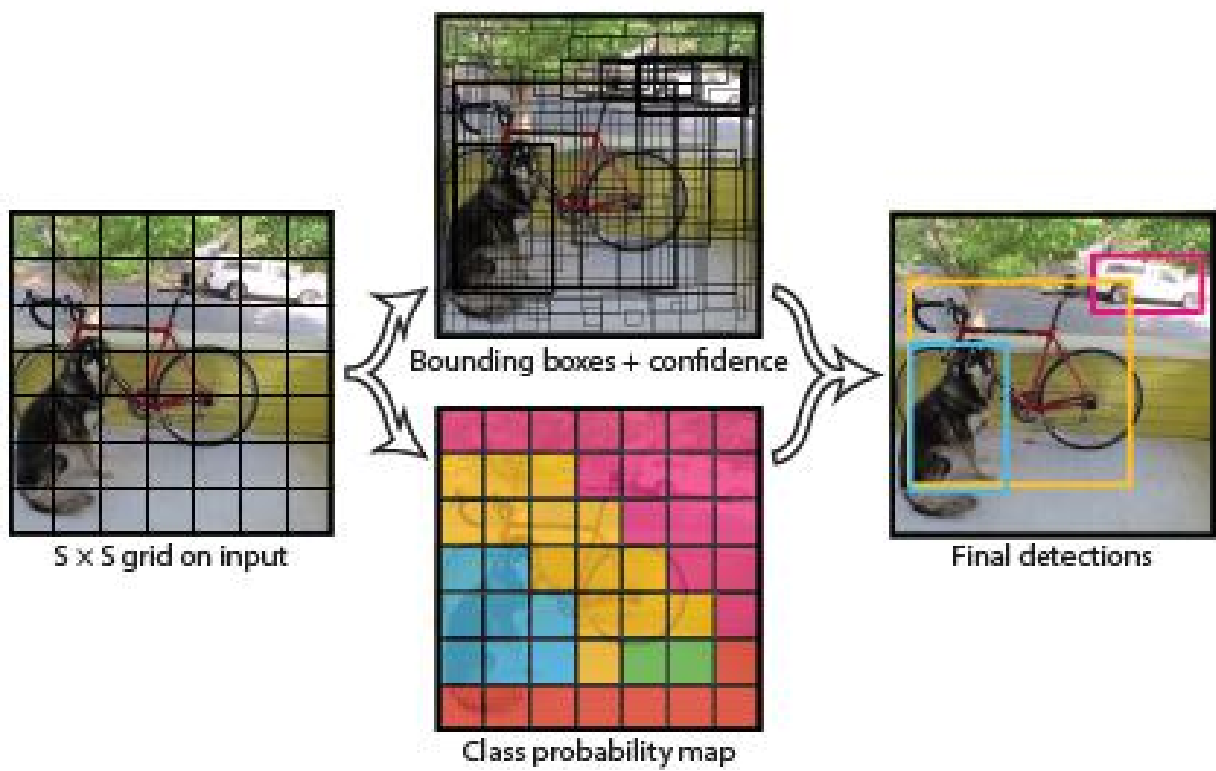 Bounding boxes + confidence
S × S grid on input
Final detections
Class probability map